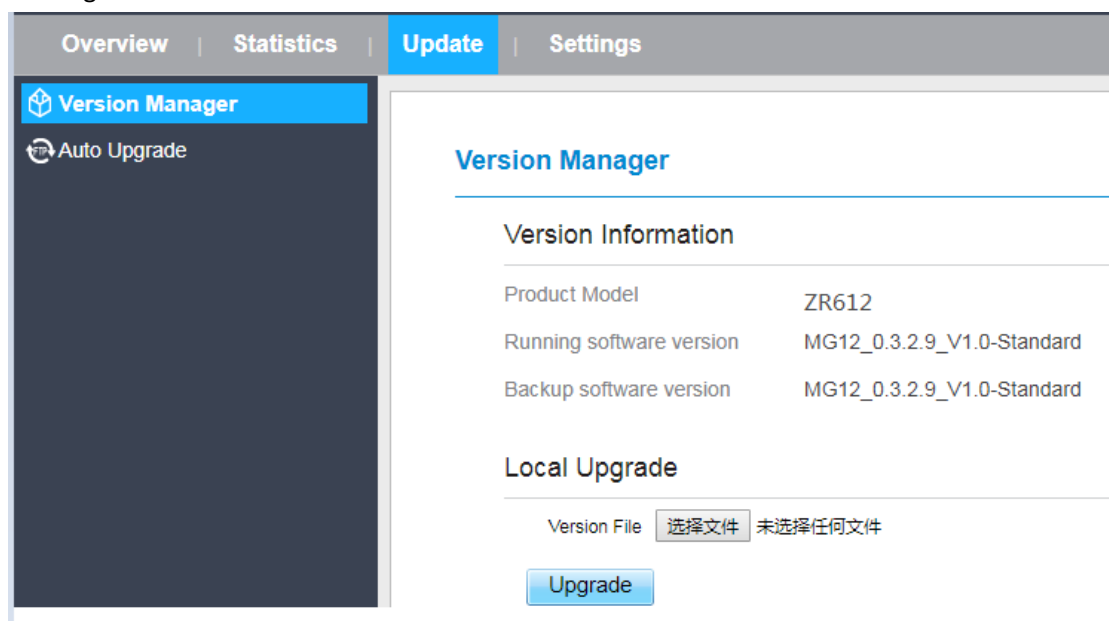 Overview | Statistics | Update | Settings
Version Manager
FTP Auto Upgrade
Version Manager
Version Information
Product Model ZR612
Running software version MG12_0.3.2.9_V1.0-Standard
Backup software version MG12_0.3.2.9_V1.0-Standard
Local Upgrade
Version File 选择文件 未选择任何文件
Upgrade